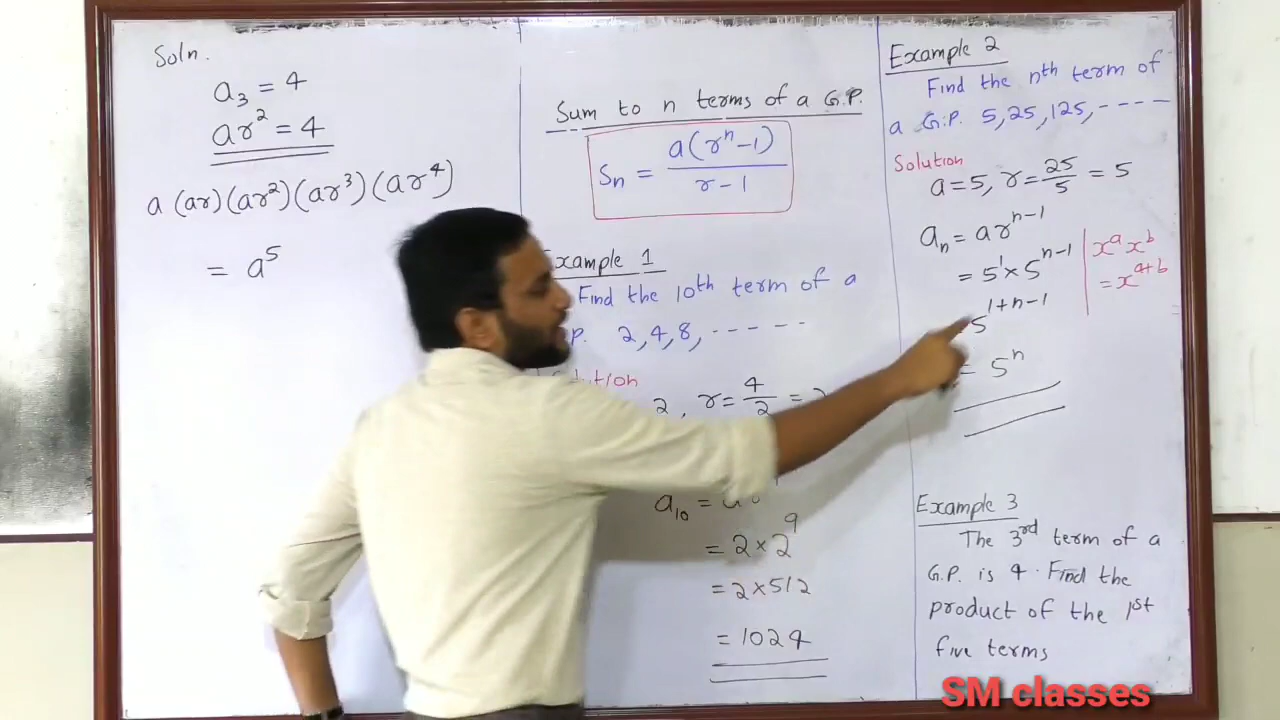 Soln.
a₃ = 4
ar² = 4
a (ar)(ar²)(ar³)(ar⁴)
= a⁵
Sum to n terms of a G.P.
Sₙ = a(rⁿ-1) / r-1
Example 1
Find the 10th term of a
P. 2,4,8, -----
2, r = 4/2 =
a₁₀ =
= 2×2⁹
= 2×512
= 1024
Example 2
Find the nth term of
a G.P. 5,25,125,----
Solution
a=5, r = 25/5 = 5
aₙ = arⁿ⁻¹
= 5¹×5ⁿ⁻¹
5¹⁺ⁿ⁻¹
= 5ⁿ
xᵃxᵇ
= xᵃ⁺ᵇ
Example 3
The 3rd term of a
G.P. is 4. Find the
product of the 1st
five terms
SM classes